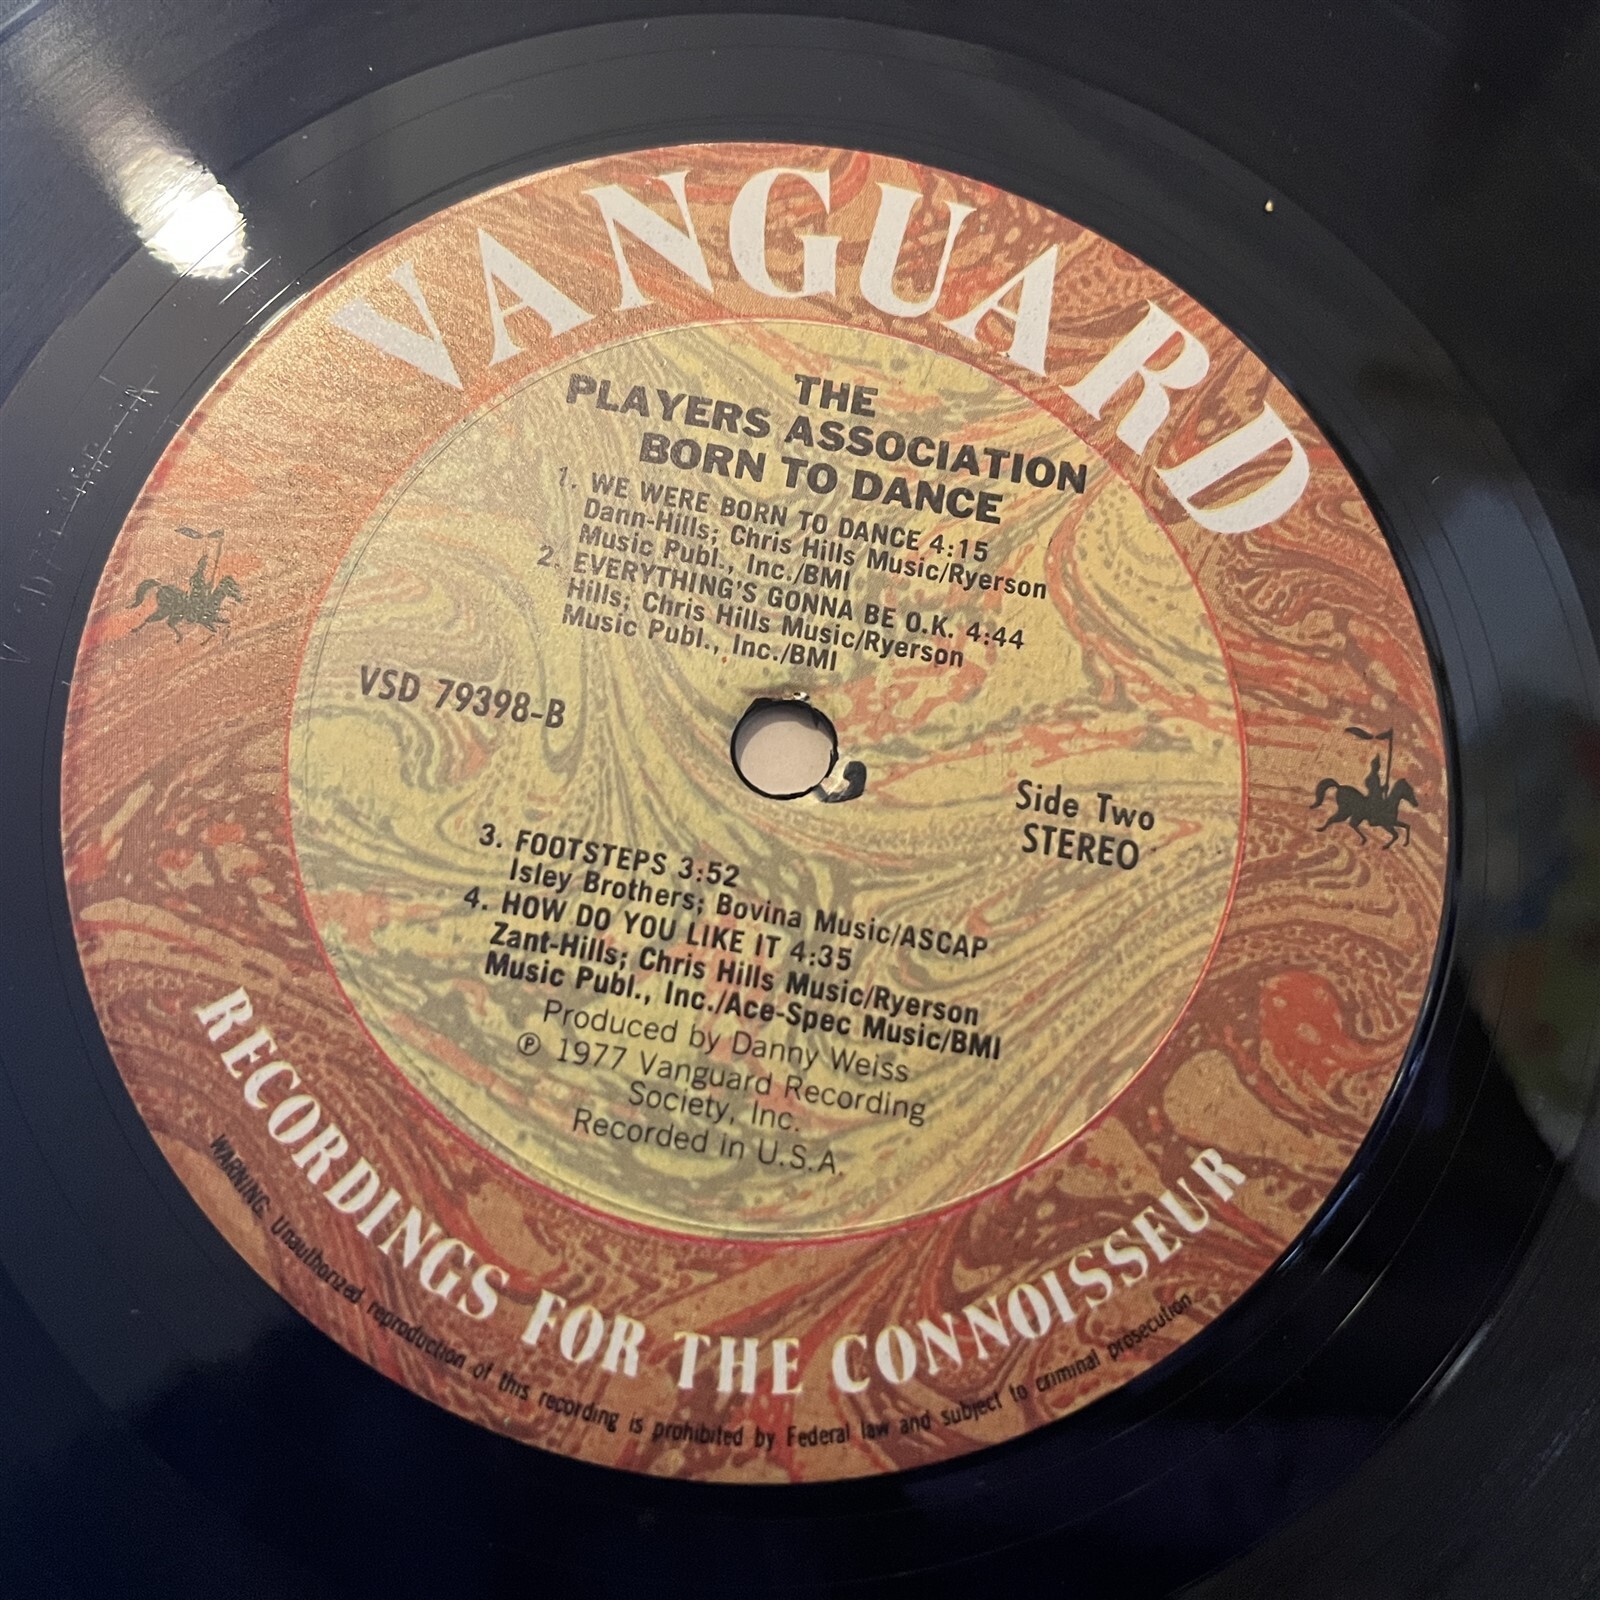 VANGUARD
THE
PLAYERS ASSOCIATION
BORN TO DANCE
1. WE WERE BORN TO DANCE 4:15
Dann-Hills; Chris Hills Music/Ryerson
Music Publ., Inc./BMI
2. EVERYTHING'S GONNA BE O.K. 4:44
Hills; Chris Hills Music/Ryerson
Music Publ., Inc./BMI
VSD 79398-B
Side Two
STEREO
3. FOOTSTEPS 3:52
Isley Brothers; Bovina Music/ASCAP
4. HOW DO YOU LIKE IT 4:35
Zant-Hills; Chris Hills Music/Ryerson
Music Publ., Inc./Ace-Spec Music/BMI
Produced by Danny Weiss
℗ 1977 Vanguard Recording
Society, Inc.
Recorded in U.S.A.
RECORDINGS FOR THE CONNOISSEUR
WARNING: Unauthorized reproduction of this recording is prohibited by Federal law and subject to criminal prosecution